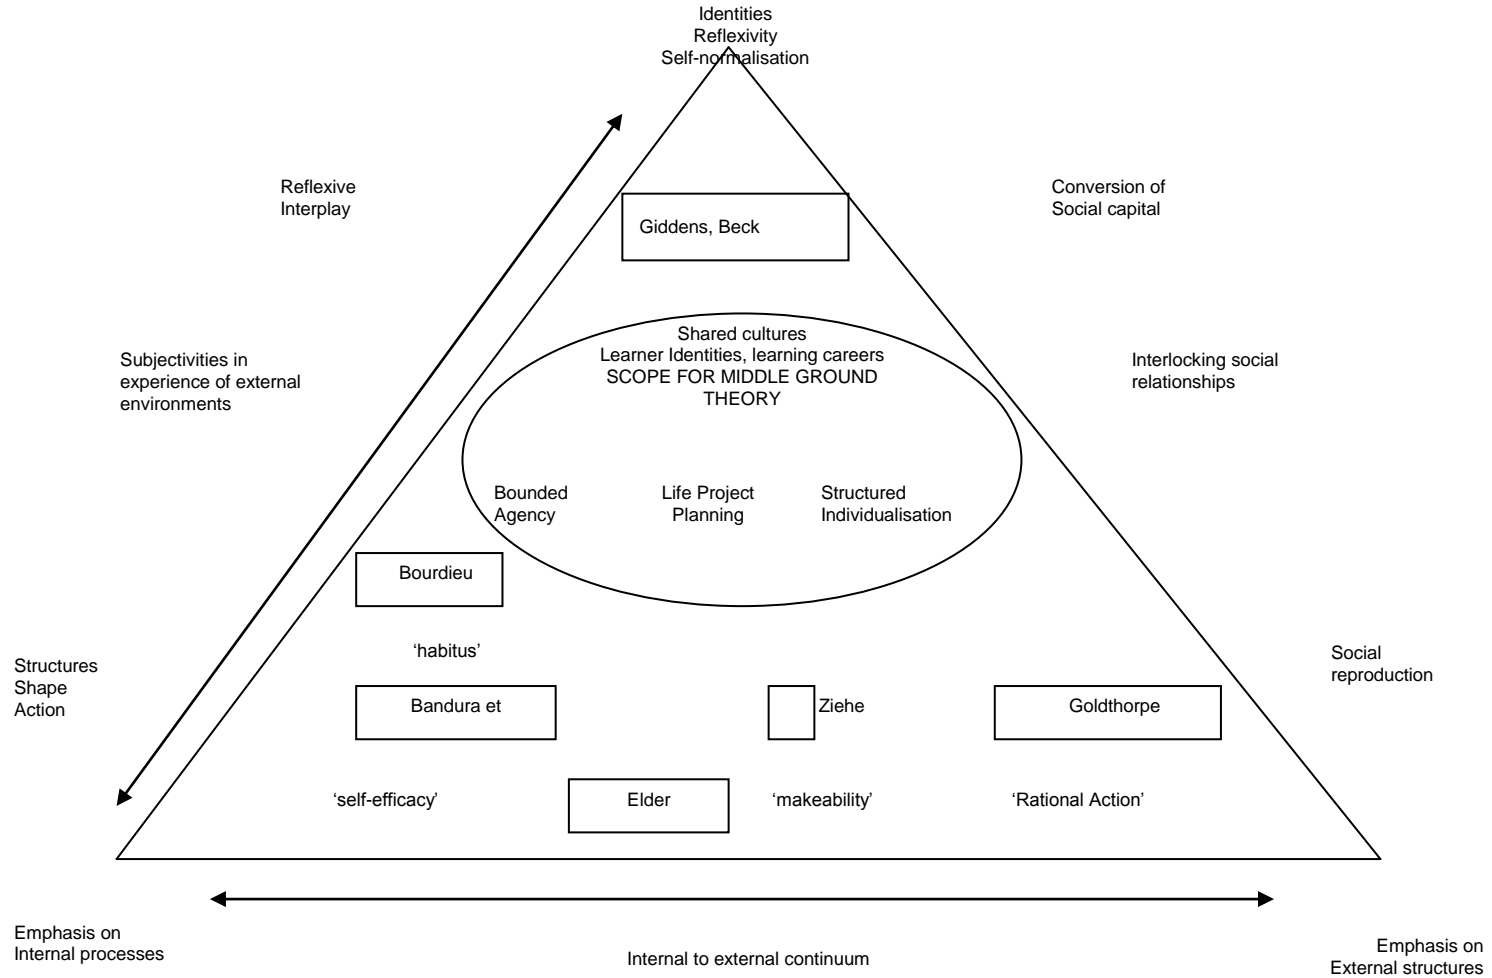 Identities
Reflexivity
Self-normalisation
Reflexive
Interplay
Conversion of
Social capital
Giddens, Beck
Shared cultures
Learner Identities, learning careers
SCOPE FOR MIDDLE GROUND
THEORY
Subjectivities in
experience of external
environments
Interlocking social
relationships
Bounded
Agency
Life Project
Planning
Structured
Individualisation
Bourdieu
‘habitus’
Structures
Shape
Action
Social
reproduction
Bandura et
Ziehe
Goldthorpe
‘self-efficacy’
Elder
‘makeability’
‘Rational Action’
Emphasis on
Internal processes
Internal to external continuum
Emphasis on
External structures